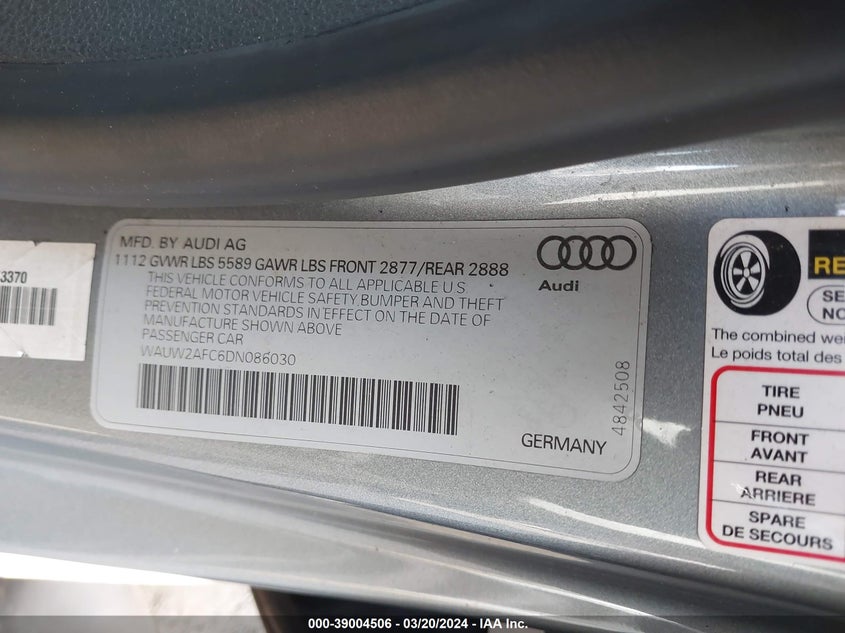 MFD. BY AUDI AG
1112 GVWR LBS 5589 GAWR LBS FRONT 2877/REAR 2888
THIS VEHICLE CONFORMS TO ALL APPLICABLE U.S
FEDERAL MOTOR VEHICLE SAFETY, BUMPER AND THEFT
PREVENTION STANDARDS IN EFFECT ON THE DATE OF
MANUFACTURE SHOWN ABOVE
PASSENGER CAR
WAUW2AFC6DN086030
Audi
GERMANY
4842508
3370
The combined
Le poids total des
TIRE
PNEU
FRONT
AVANT
REAR
ARRIERE
SPARE
DE SECOURS
000-39004506 — 03/20/2024 — IAA Inc.